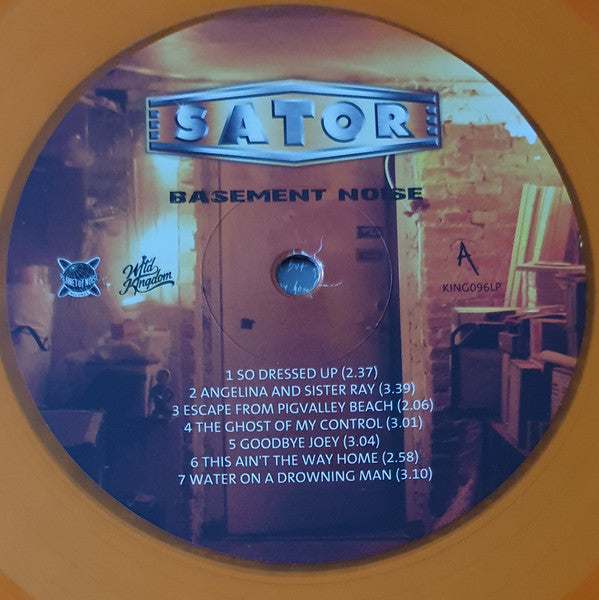 SATOR
BASEMENT NOISE
Wild
Kingdom
A
KING096LP
1 SO DRESSED UP (2.37)
2 ANGELINA AND SISTER RAY (3.39)
3 ESCAPE FROM PIGVALLEY BEACH (2.06)
4 THE GHOST OF MY CONTROL (3.01)
5 GOODBYE JOEY (3.04)
6 THIS AIN'T THE WAY HOME (2.58)
7 WATER ON A DROWNING MAN (3.10)